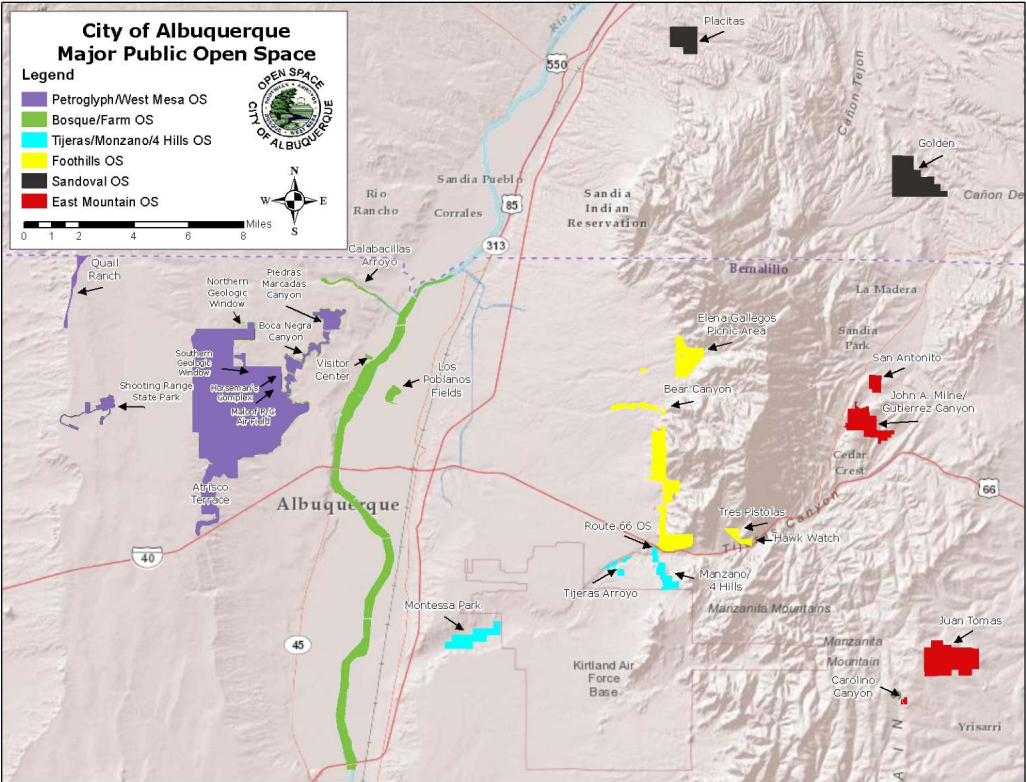 City of Albuquerque
Major Public Open Space
Legend
Petroglyph/West Mesa OS
Bosque/Farm OS
Tijeras/Monzano/4 Hills OS
Foothills OS
Sandoval OS
East Mountain OS
OPEN SPACE
CITY OF ALBUQUERQUE
N
W
E
S
0 1 2 4 6 8
Miles
550
Placitas
Cañon Tejon
Golden
Cañon De
Sandia Pueblo
Rio
Rancho
Corrales
85
Sandia
Indian
Reservation
313
Calabacillas
Arroyo
Bernalillo
Quail
Ranch
Northern
Geologic
Window
Piedras
Marcadas
Canyon
La Madera
Boca Negra
Canyon
Elena Gallegos
Picnic Area
Sandia
Park
Southern
Geologic
Window
Visitor
Center
Los
Poblanos
Fields
San Antonito
Shooting Range
State Park
Horseman's
Complex
Maloof R/C
Air Field
Bear Canyon
John A. Milne/
Gutierrez Canyon
Cedar
Crest
Atrisco
Terrace
Albuquerque
66
Tres Pistolas
Canyon
Route 66 OS
Hawk Watch
40
Tijeras Arroyo
Manzano/
4 Hills
Montessa Park
Manzanita Mountains
Juan Tomas
45
Manzanita
Mountain
Kirtland Air
Force
Base
Carolino
Canyon
Yrisarri